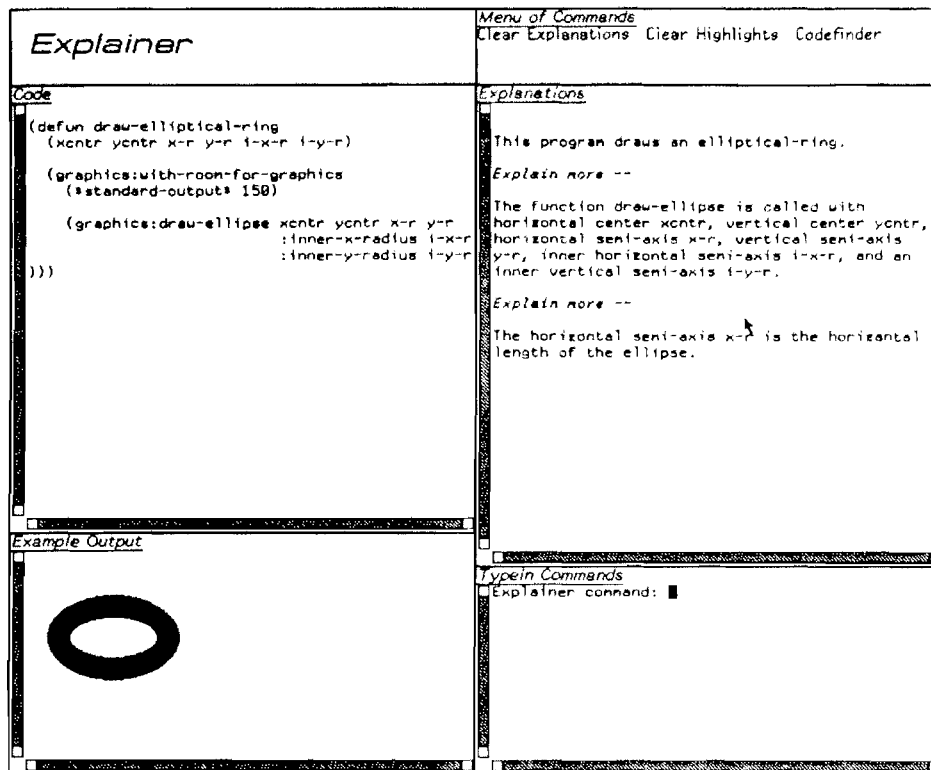 Explainer
Menu of Commands
Clear Explanations Clear Highlights Codefinder
Code
(defun draw-elliptical-ring
(xcntr ycntr x-r y-r i-x-r i-y-r)
(graphics:with-room-for-graphics
(*standard-output* 150)
(graphics:draw-ellipse xcntr ycntr x-r y-r
:inner-x-radius i-x-r
:inner-y-radius i-y-r
)))
Explanations
This program draws an elliptical-ring.
Explain more --
The function draw-ellipse is called with
horizontal center xcntr, vertical center ycntr,
horizontal semi-axis x-r, vertical semi-axis
y-r, inner horizontal semi-axis i-x-r, and an
inner vertical semi-axis i-y-r.
Explain more --
The horizontal semi-axis x-r is the horizantal
length of the ellipse.
Example Output
Typein Commands
Explainer command: